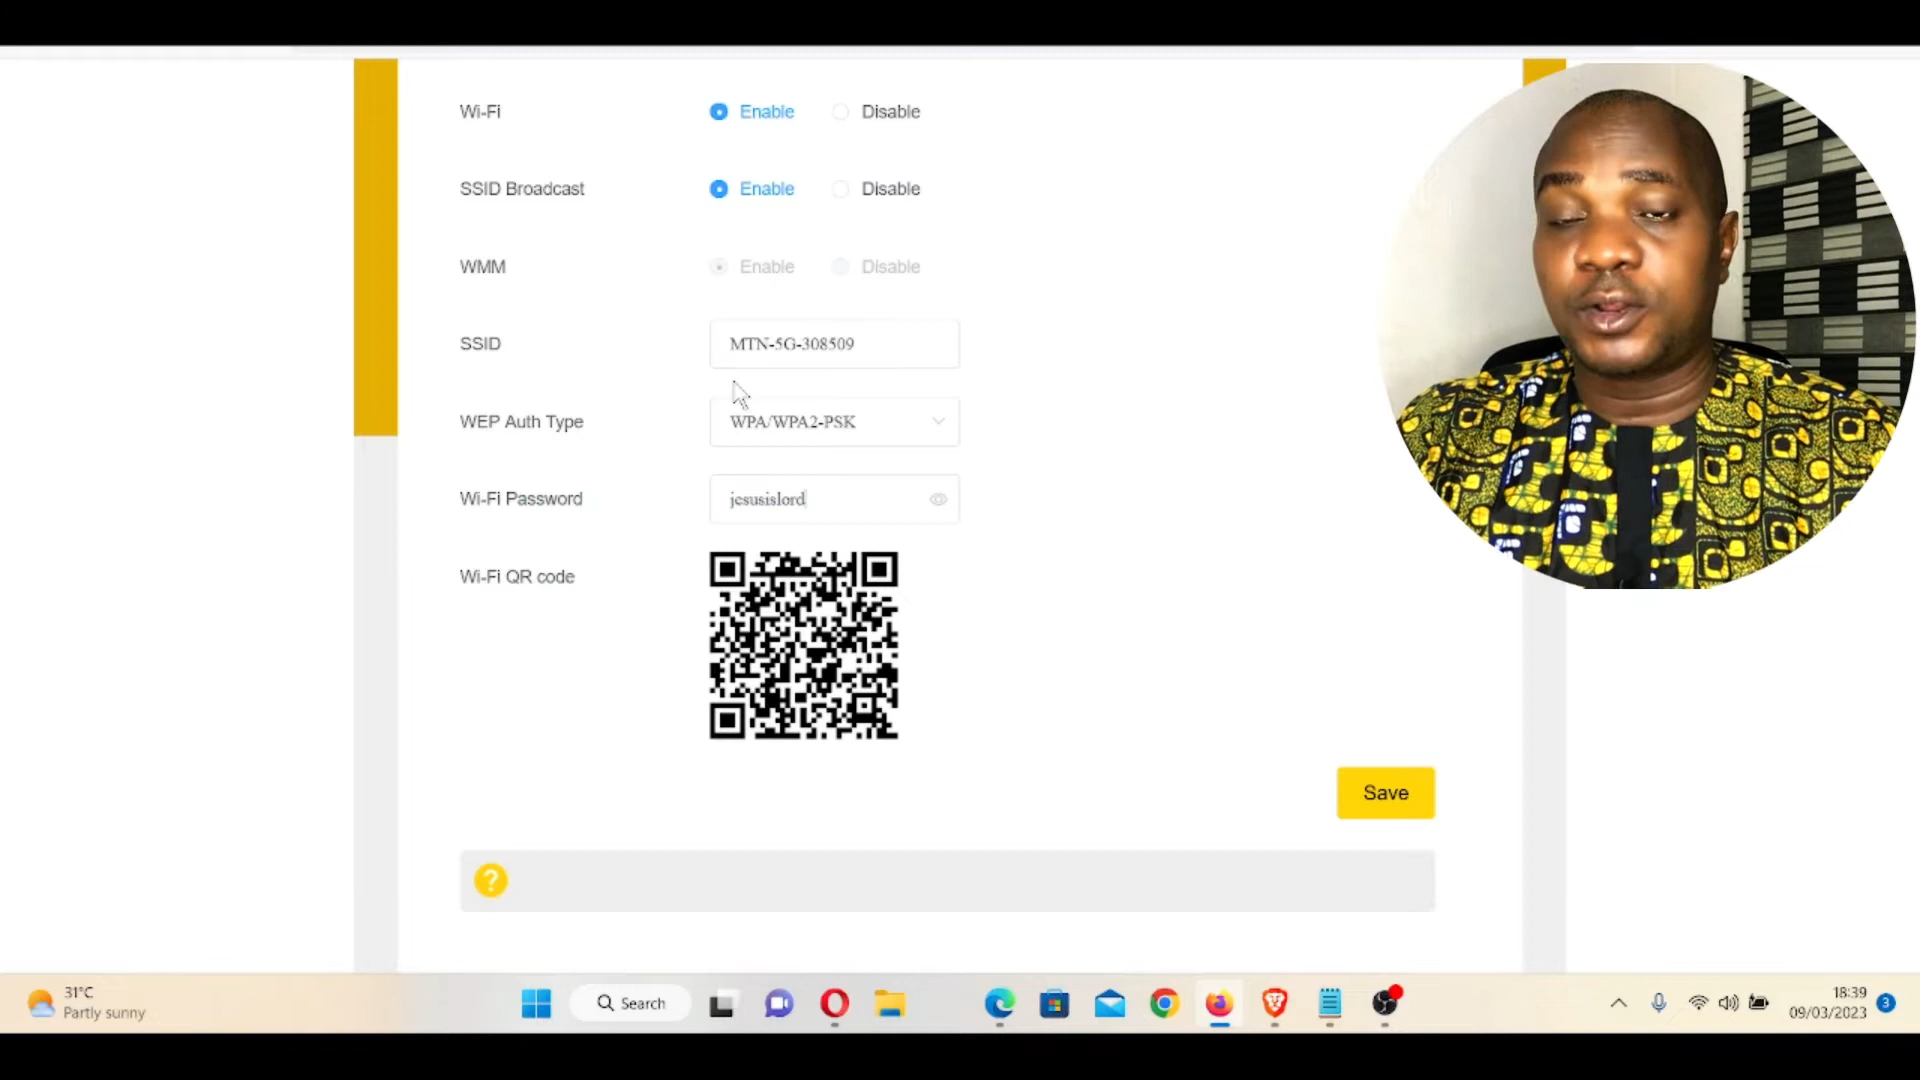 Wi-Fi Enable Disable
SSID Broadcast Enable Disable
WMM Enable Disable
SSID MTN-5G-308509
WEP Auth Type WPA/WPA2-PSK
Wi-Fi Password jesusislord
Wi-Fi QR code
Save
?
31°C
Partly sunny
Search
18:39
09/03/2023
3